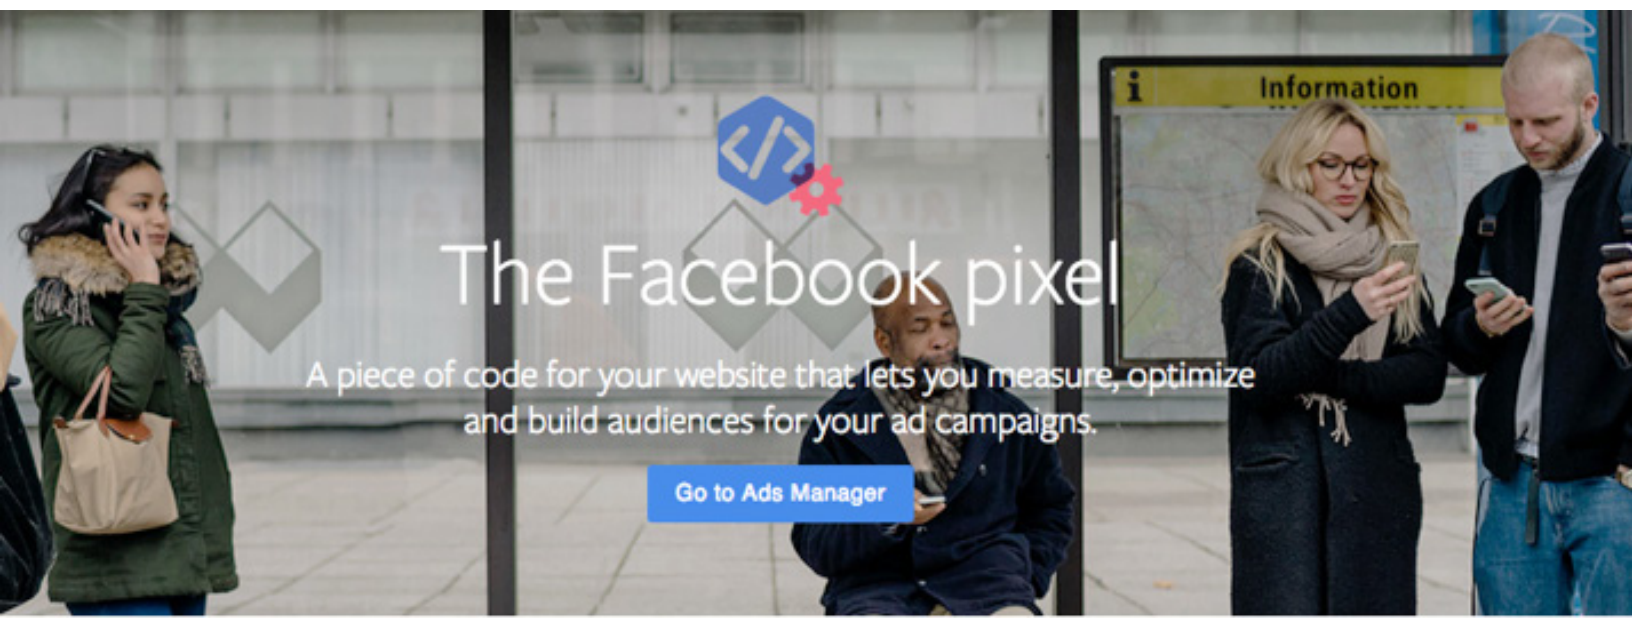 Information
</>
The Facebook pixel
A piece of code for your website that lets you measure, optimize
and build audiences for your ad campaigns.
Go to Ads Manager